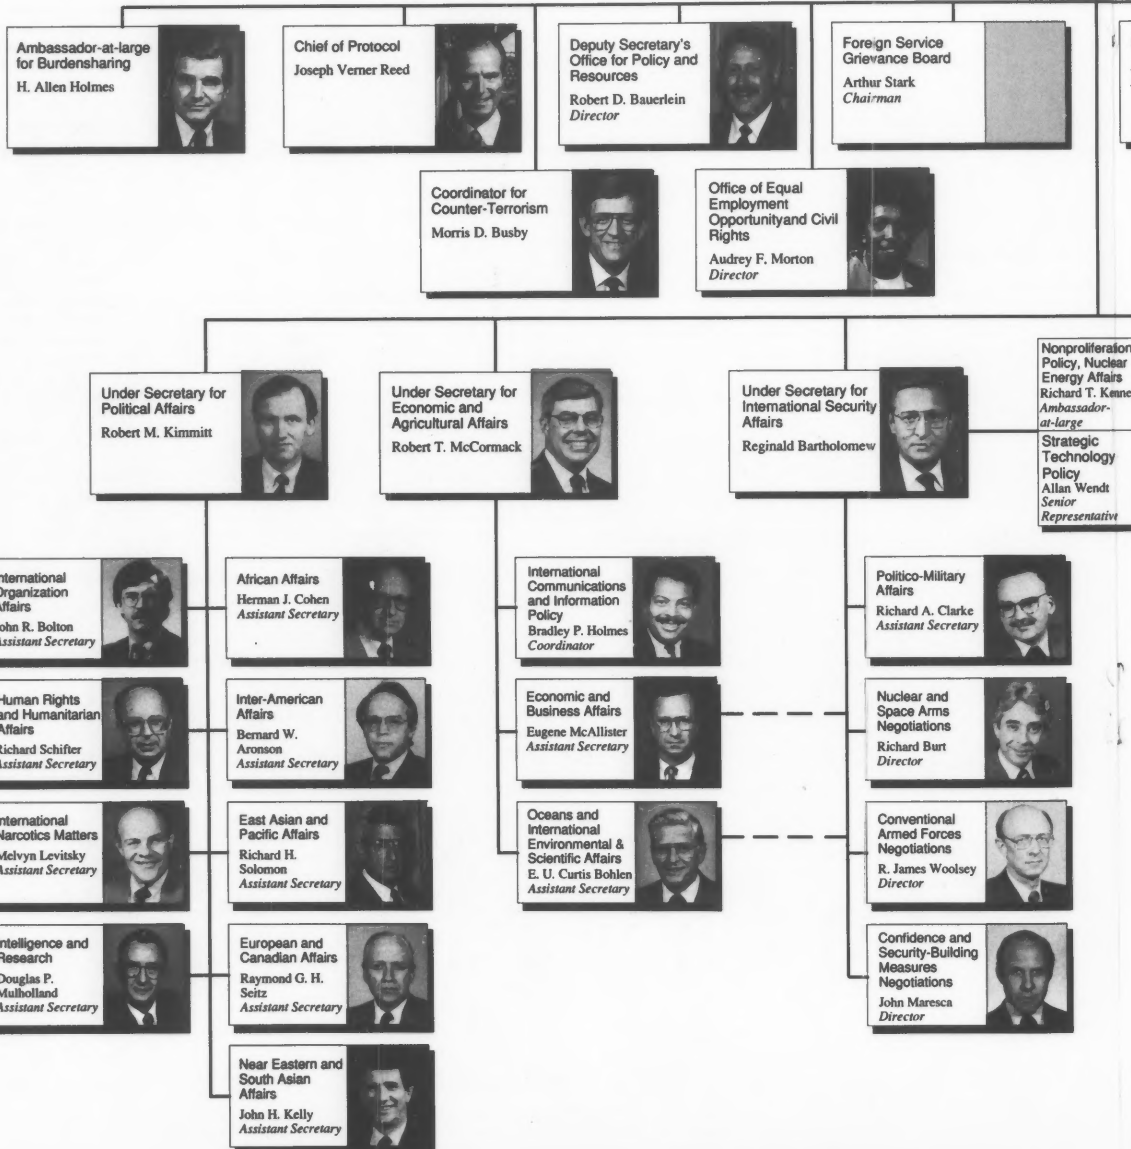 Ambassador-at-large
for Burdensharing
H. Allen Holmes
Chief of Protocol
Joseph Verner Reed
Deputy Secretary's
Office for Policy and
Resources
Robert D. Bauerlein
Director
Foreign Service
Grievance Board
Arthur Stark
Chairman
Coordinator for
Counter-Terrorism
Morris D. Busby
Office of Equal
Employment
Opportunityand Civil
Rights
Audrey F. Morton
Director
Under Secretary for
Political Affairs
Robert M. Kimmitt
Under Secretary for
Economic and
Agricultural Affairs
Robert T. McCormack
Under Secretary for
International Security
Affairs
Reginald Bartholomew
Nonproliferation
Policy, Nuclear
Energy Affairs
Richard T. Kenne
Ambassador-
at-large
Strategic
Technology
Policy
Allan Wendt
Senior
Representative
nternational
Organization
Affairs
ohn R. Bolton
Assistant Secretary
Human Rights
and Humanitarian
Affairs
Richard Schifter
Assistant Secretary
nternational
Narcotics Matters
Melvyn Levitsky
Assistant Secretary
ntelligence and
Research
Douglas P.
Mulholland
Assistant Secretary
African Affairs
Herman J. Cohen
Assistant Secretary
Inter-American
Affairs
Bernard W.
Aronson
Assistant Secretary
East Asian and
Pacific Affairs
Richard H.
Solomon
Assistant Secretary
European and
Canadian Affairs
Raymond G. H.
Seitz
Assistant Secretary
Near Eastern and
South Asian
Affairs
John H. Kelly
Assistant Secretary
International
Communications
and Information
Policy
Bradley P. Holmes
Coordinator
Economic and
Business Affairs
Eugene McAllister
Assistant Secretary
Oceans and
International
Environmental &
Scientific Affairs
E. U. Curtis Bohlen
Assistant Secretary
Politico-Military
Affairs
Richard A. Clarke
Assistant Secretary
Nuclear and
Space Arms
Negotiations
Richard Burt
Director
Conventional
Armed Forces
Negotiations
R. James Woolsey
Director
Confidence and
Security-Building
Measures
Negotiations
John Maresca
Director